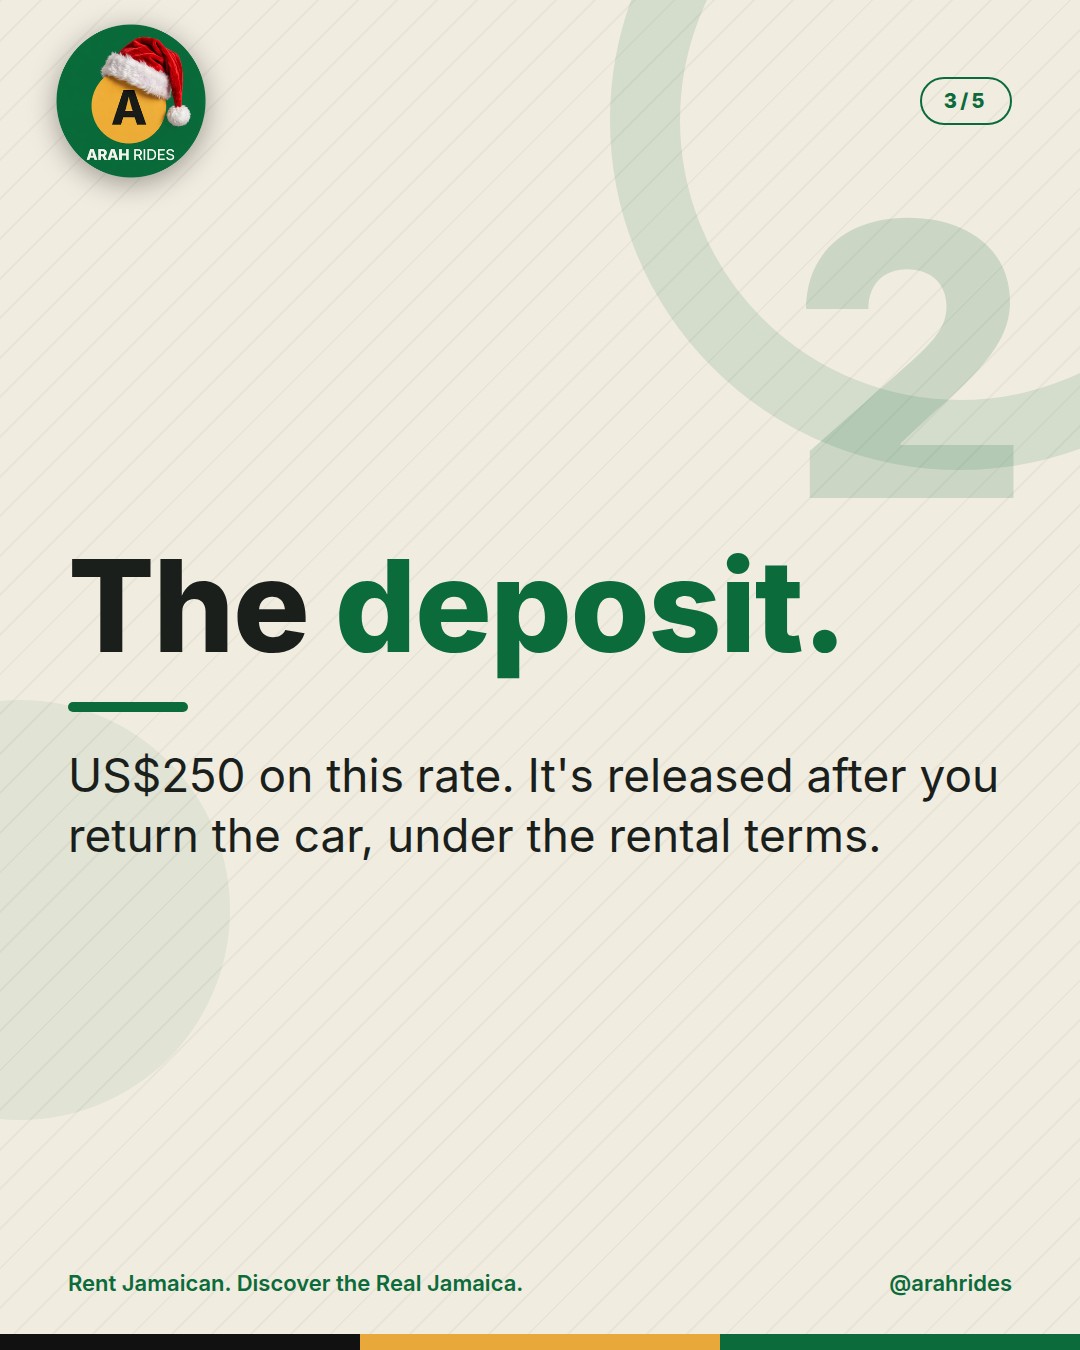 A
ARAH RIDES
3/5
2
The deposit.
US$250 on this rate. It's released after you
return the car, under the rental terms.
Rent Jamaican. Discover the Real Jamaica.
@arahrides